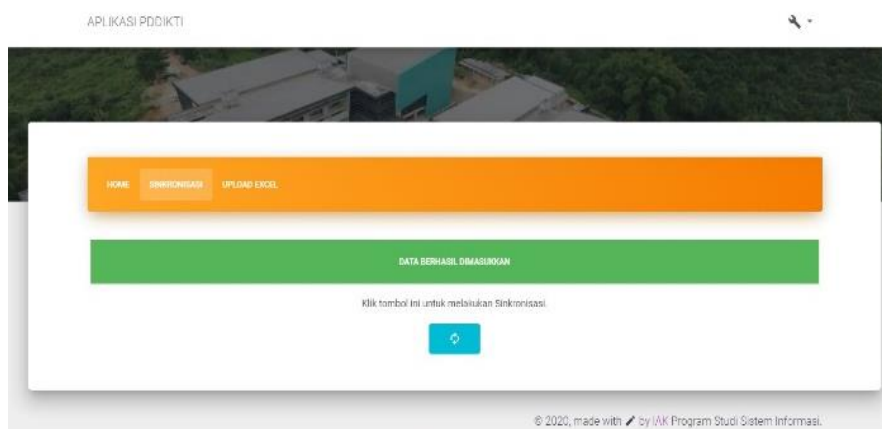 APLIKASI PDDIKTI
HOME SINKRONISASI UPLOAD EXCEL
DATA BERHASIL DIMASUKKAN
Klik tombol ini untuk melakukan Sinkronisasi.
© 2020, made with by IAK Program Studi Sistem Informasi.